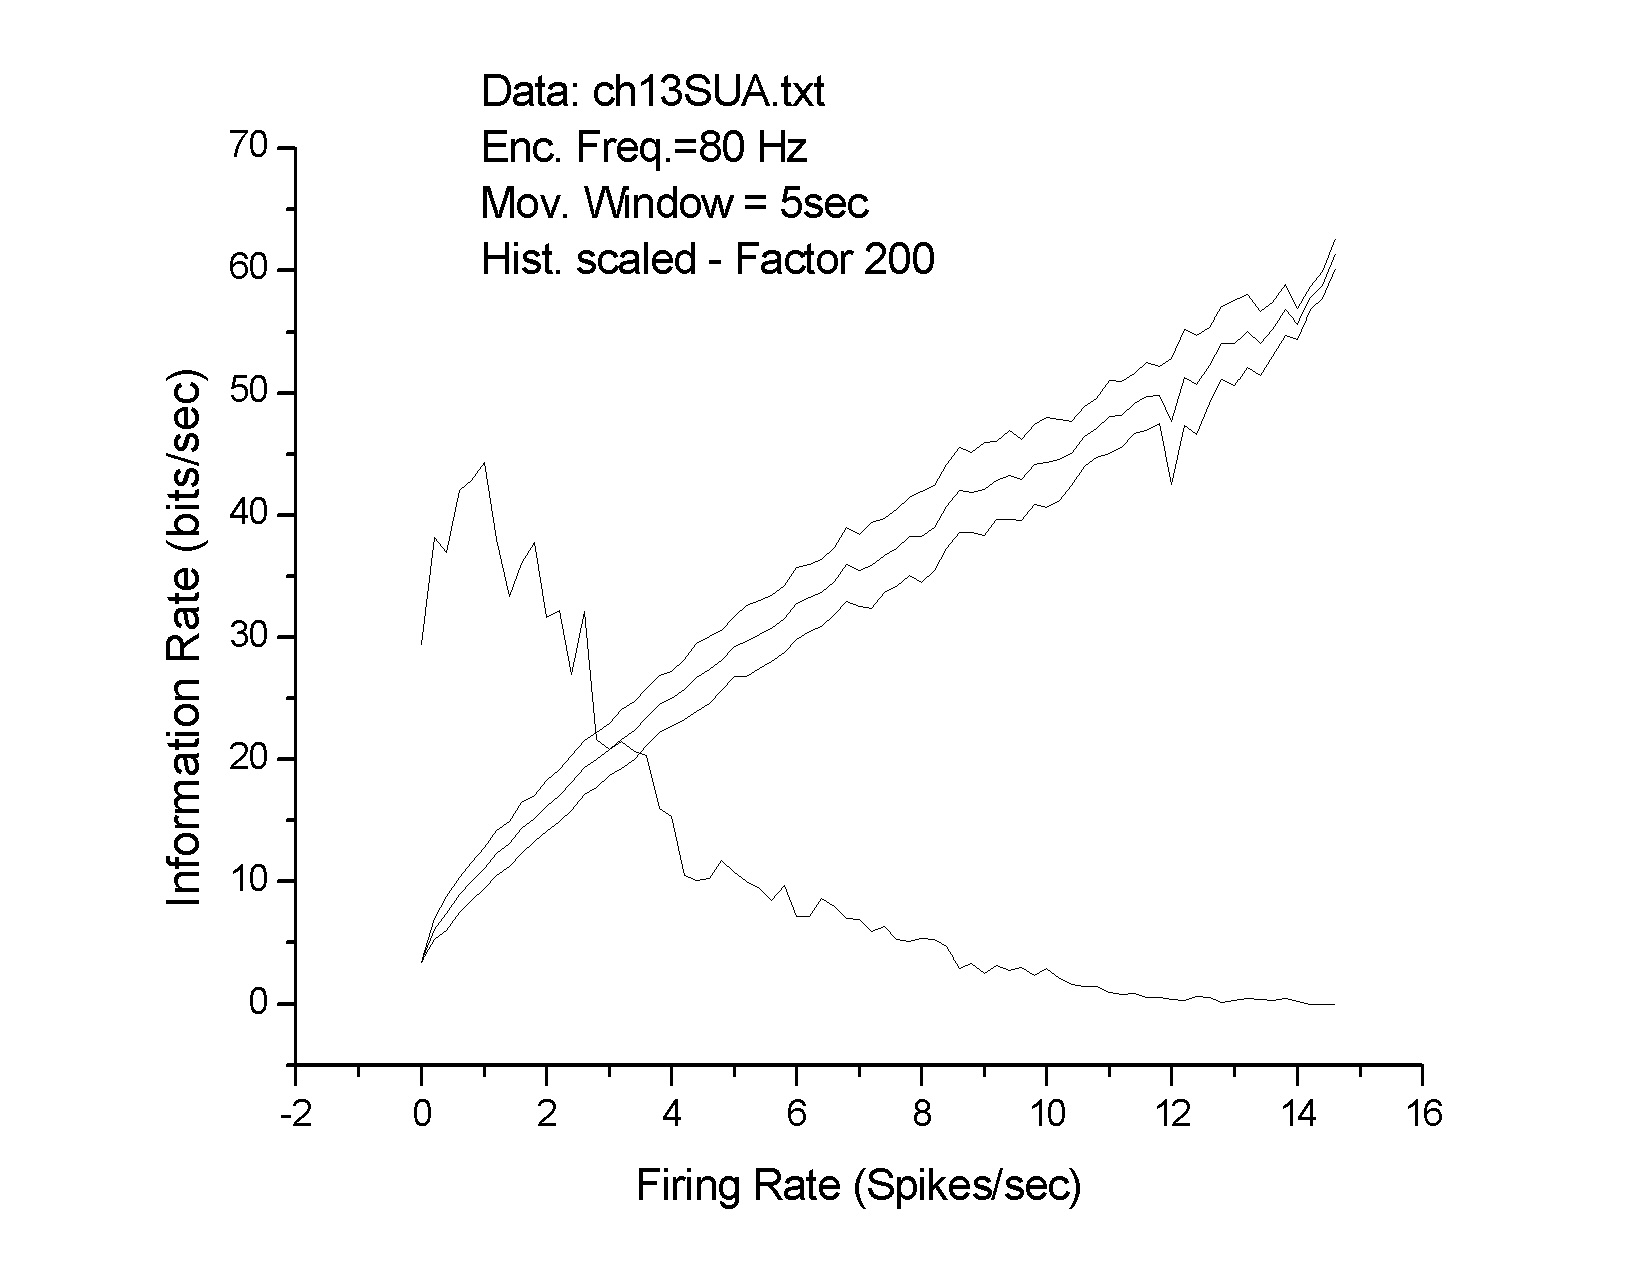 Data: ch13SUA.txt
Enc. Freq.=80 Hz
Mov. Window = 5sec
Hist. scaled - Factor 200
70
60
50
40
30
20
10
0
Information Rate (bits/sec)
-2 0 2 4 6 8 10 12 14 16
Firing Rate (Spikes/sec)